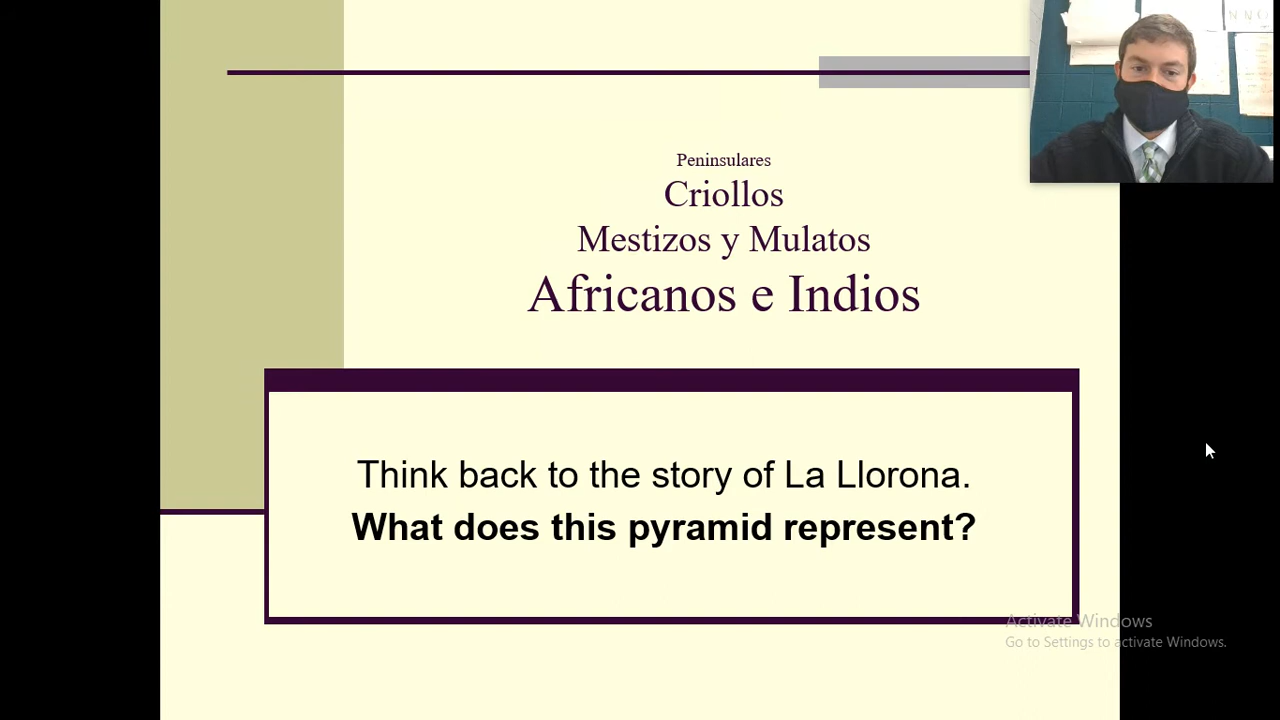 Peninsulares
Criollos
Mestizos y Mulatos
Africanos e Indios
Think back to the story of La Llorona.
What does this pyramid represent?
Activate Windows
Go to Settings to activate Windows.